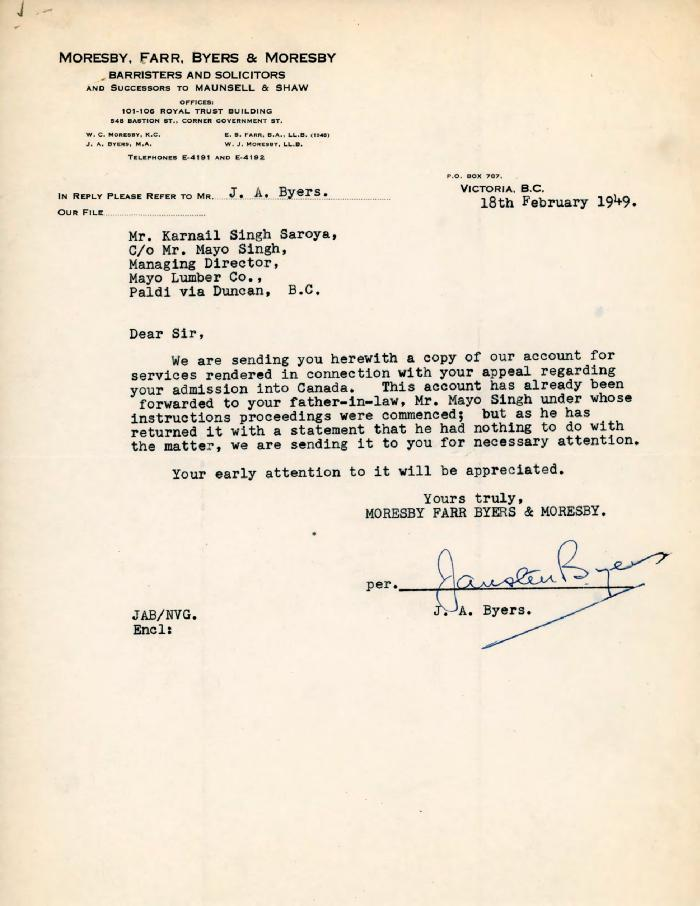 MORESBY, FARR, BYERS & MORESBY
BARRISTERS AND SOLICITORS
AND SUCCESSORS TO MAUNSELL & SHAW
OFFICES:
101-106 ROYAL TRUST BUILDING
548 BASTION ST., CORNER GOVERNMENT ST.
W. C. MORESBY, K.C. E. B. FARR, B.A., LL.B. (1948)
J. A. BYERS, M.A. W. J. MORESBY, LL.B.
TELEPHONES E-4191 AND E-4192
P.O. BOX 787.
VICTORIA, B.C.
IN REPLY PLEASE REFER TO MR. J. A. Byers.
18th February 1949.
OUR FILE
Mr. Karnail Singh Saroya,
C/o Mr. Mayo Singh,
Managing Director,
Mayo Lumber Co.,
Paldi via Duncan, B.C.
Dear Sir,
We are sending you herewith a copy of our account for
services rendered in connection with your appeal regarding
your admission into Canada. This account has already been
forwarded to your father-in-law, Mr. Mayo Singh under whose
instructions proceedings were commenced; but as he has
returned it with a statement that he had nothing to do with
the matter, we are sending it to you for necessary attention.
Your early attention to it will be appreciated.
Yours truly,
MORESBY FARR BYERS & MORESBY.
per. Byers
J. A. Byers.
JAB/NVG.
Encl: